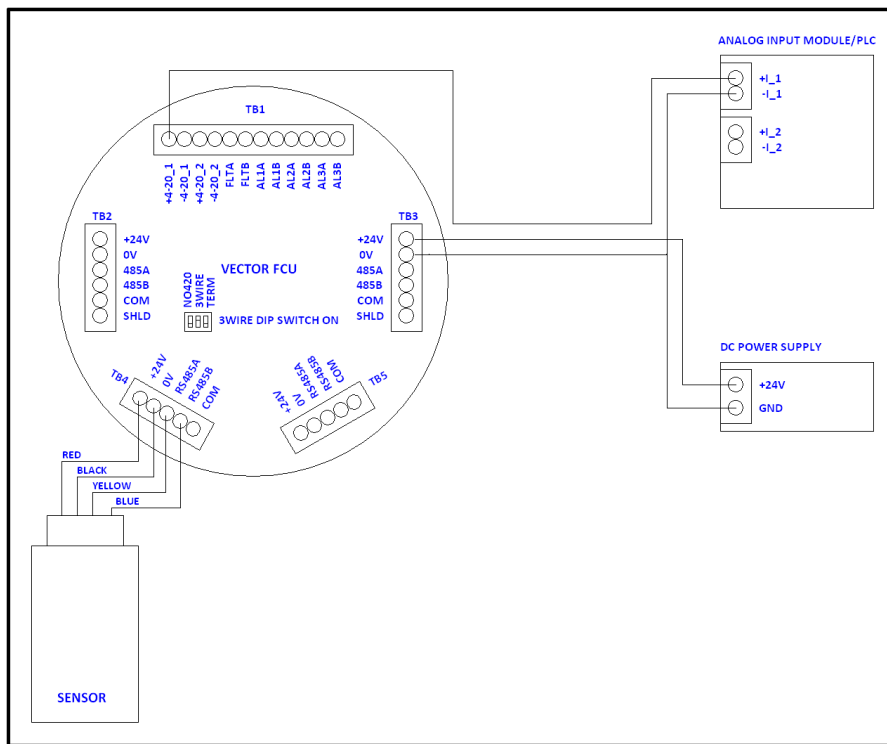 ANALOG INPUT MODULE/PLC
+I_1
-I_1
+I_2
-I_2
TB1
+4-20_1
-4-20_1
+4-20_2
-4-20_2
FLTA
FLTB
AL1A
AL1B
AL2A
AL2B
AL3A
AL3B
TB2
+24V
0V
485A
485B
COM
SHLD
TB3
+24V
0V
485A
485B
COM
SHLD
VECTOR FCU
NO420
3WIRE
TERM
3WIRE DIP SWITCH ON
DC POWER SUPPLY
+24V
GND
TB4
+24V
0V
RS485A
RS485B
COM
TB5
+24V
0V
RS485A
RS485B
COM
RED
BLACK
YELLOW
BLUE
SENSOR